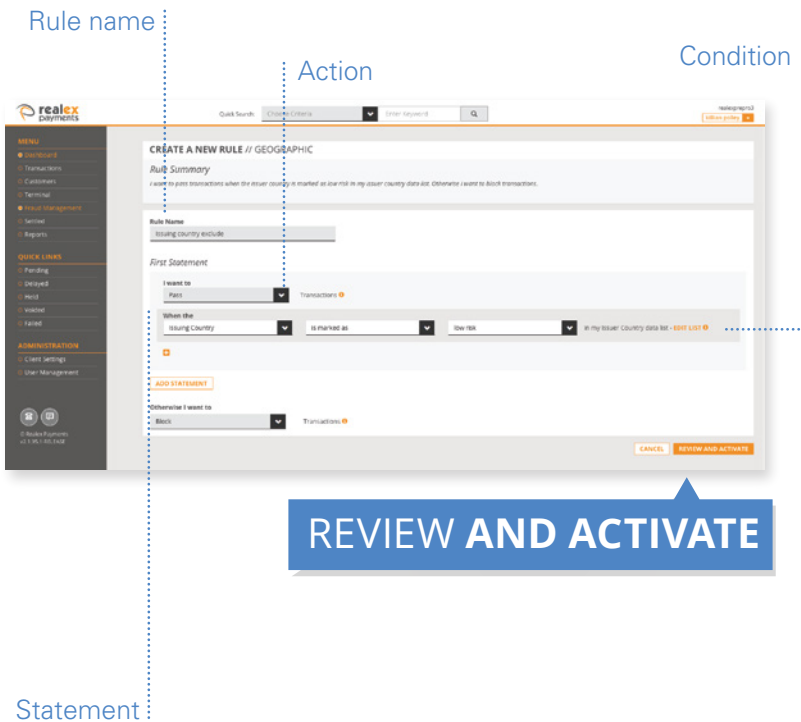 Rule name
Action
Condition
realex
payments
Quick Search
Choose Criteria
Enter Keyword
realexprepro3
MENU
Dashboard
Transactions
Customers
Terminal
Fraud Management
Settled
Reports
QUICK LINKS
Pending
Delayed
Held
Voided
Failed
ADMINISTRATION
Client Settings
User Management
© Realex Payments
CREATE A NEW RULE // GEOGRAPHIC
Rule Summary
I want to pass transactions when the issuer country is marked as low risk in my issuer country data list. Otherwise I want to block transactions.
Rule Name
Issuing country exclude
First Statement
I want to
Pass
Transactions
When the
Issuing Country
is marked as
low risk
in my Issuer Country data list - EDIT LIST
ADD STATEMENT
Otherwise I want to
Block
Transactions
CANCEL
REVIEW AND ACTIVATE
REVIEW AND ACTIVATE
Statement